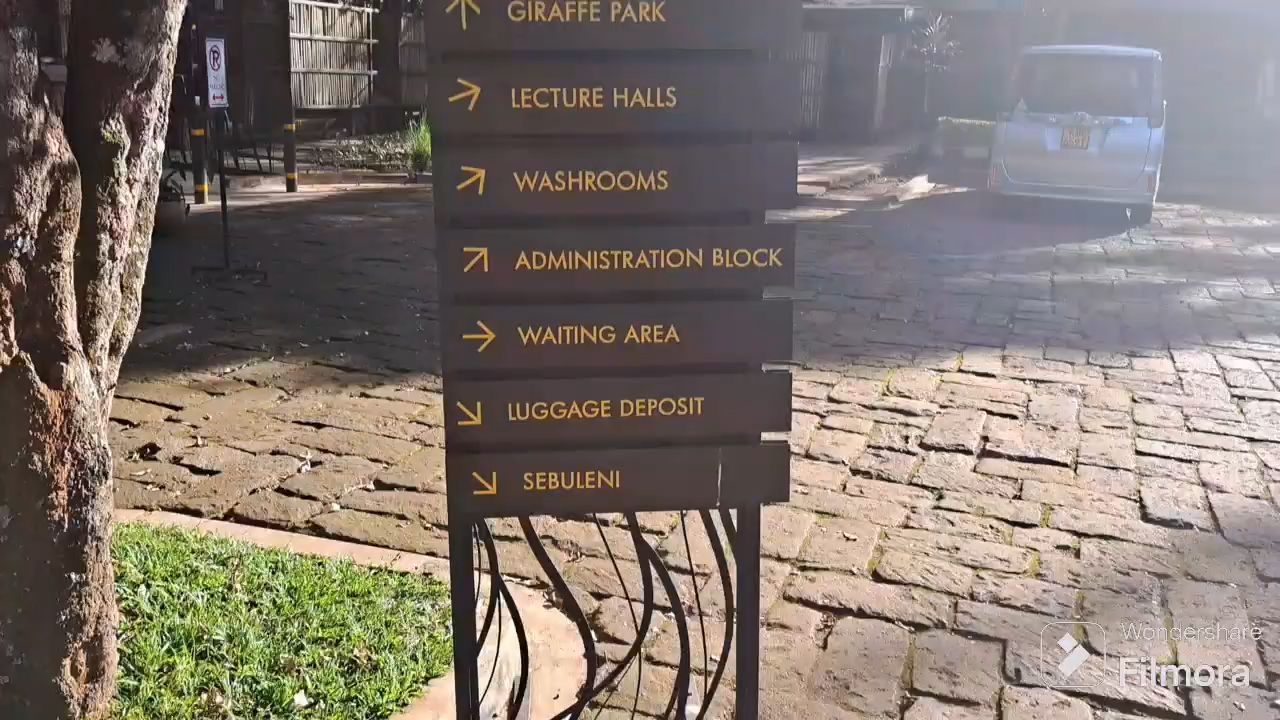 GIRAFFE PARK
LECTURE HALLS
WASHROOMS
ADMINISTRATION BLOCK
WAITING AREA
LUGGAGE DEPOSIT
SEBULENI
Wondershare
Filmora